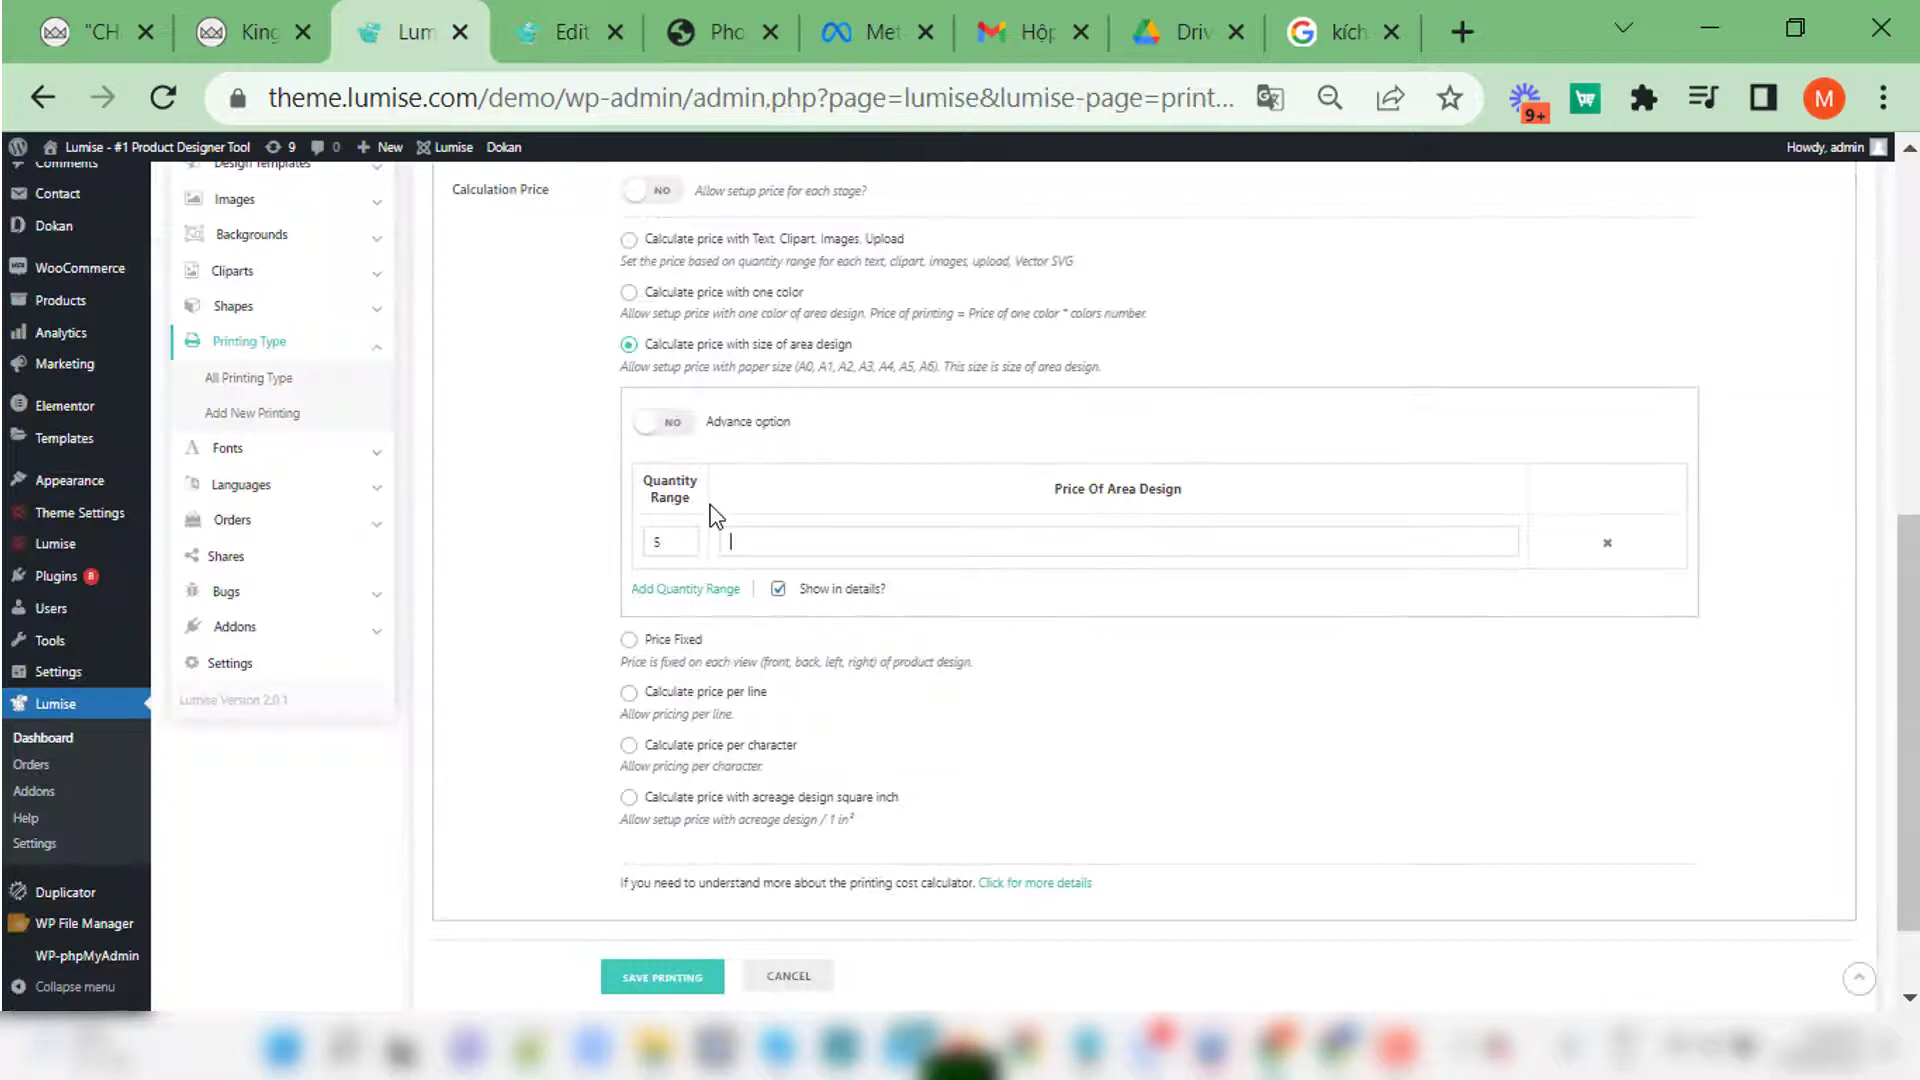 "CH
King
Lum
Edit
Pho
Met
Hộp
Driv
kích
theme.lumise.com/demo/wp-admin/admin.php?page=lumise&lumise-page=print...
9+
M
Lumise - #1 Product Designer Tool
9
0
New
Lumise
Dokan
Howdy, admin
Comments
Contact
Dokan
WooCommerce
Products
Analytics
Marketing
Elementor
Templates
Appearance
Theme Settings
Lumise
Plugins 8
Users
Tools
Settings
Lumise
Dashboard
Orders
Addons
Help
Settings
Duplicator
WP File Manager
WP-phpMyAdmin
Collapse menu
Design Templates
Images
Backgrounds
Cliparts
Shapes
Printing Type
All Printing Type
Add New Printing
Fonts
Languages
Orders
Shares
Bugs
Addons
Settings
Lumise Version 2.0.1
Calculation Price
NO Allow setup price for each stage?
Calculate price with Text, Clipart, Images, Upload
Set the price based on quantity range for each text, clipart, images, upload, Vector SVG
Calculate price with one color
Allow setup price with one color of area design. Price of printing = Price of one color * colors number.
Calculate price with size of area design
Allow setup price with paper size (A0, A1, A2, A3, A4, A5, A6). This size is size of area design.
NO Advance option
Quantity Range
Price Of Area Design
5
Add Quantity Range
Show in details?
Price Fixed
Price is fixed on each view (front, back, left, right) of product design.
Calculate price per line
Allow pricing per line.
Calculate price per character
Allow pricing per character.
Calculate price with acreage design square inch
Allow setup price with acreage design / 1 in²
If you need to understand more about the printing cost calculator. Click for more details
SAVE PRINTING
CANCEL